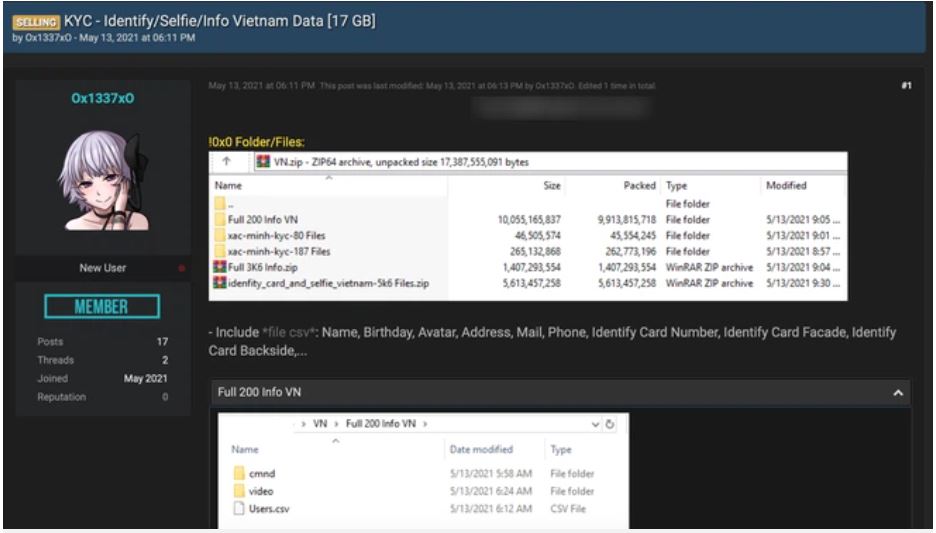 SELLING KYC - Identify/Selfie/Info Vietnam Data [17 GB]
by Ox1337xO - May 13, 2021 at 06:11 PM
Ox1337xO
New User
MEMBER
Posts 17
Threads 2
Joined May 2021
Reputation 0
May 13, 2021 at 06:11 PM This post was last modified: May 13, 2021 at 06:13 PM by Ox1337xO. Edited 1 time in total.
#1
!0x0 Folder/Files:
VN.zip - ZIP64 archive, unpacked size 17,387,555,091 bytes
Name Size Packed Type Modified
.. File folder
Full 200 Info VN 10,055,165,837 9,913,815,718 File folder 5/13/2021 9:05 ...
xac-minh-kyc-80 Files 46,505,574 45,554,245 File folder 5/13/2021 9:01 ...
xac-minh-kyc-187 Files 265,132,868 262,773,196 File folder 5/13/2021 8:57 ...
Full 3K6 Info.zip 1,407,293,554 1,407,293,554 WinRAR ZIP archive 5/13/2021 9:04 ...
idenfity_card_and_selfie_vietnam-5k6 Files.zip 5,613,457,258 5,613,457,258 WinRAR ZIP archive 5/13/2021 9:30 ...
- Include *file csv*: Name, Birthday, Avatar, Address, Mail, Phone, Identify Card Number, Identify Card Facade, Identify
Card Backside,...
Full 200 Info VN
> VN > Full 200 Info VN >
Name Date modified Type
cmnd 5/13/2021 5:58 AM File folder
video 5/13/2021 6:24 AM File folder
Users.csv 5/13/2021 6:12 AM CSV File